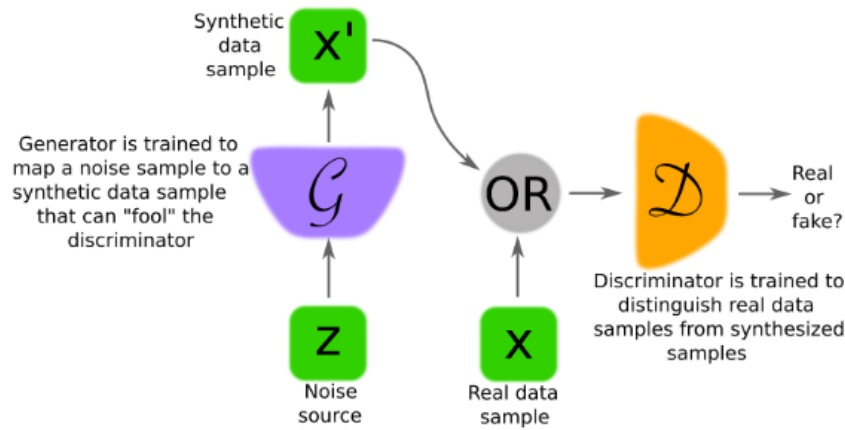 Synthetic
data
sample
x'
Generator is trained to
map a noise sample to a
synthetic data sample
that can "fool" the
discriminator
G
OR
D
Real
or
fake?
Discriminator is trained to
distinguish real data
samples from synthesized
samples
z
x
Noise
source
Real data
sample